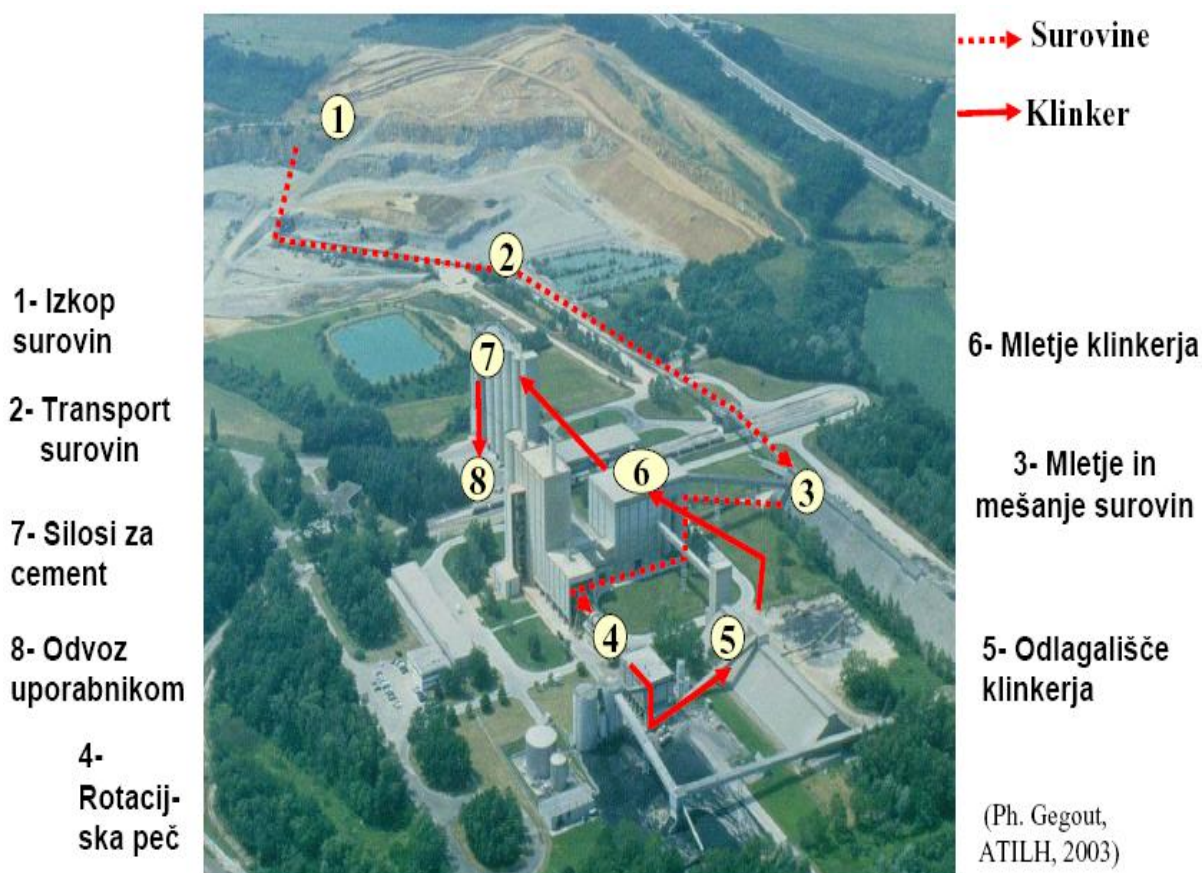 Surovine
Klinker
1
2
7
6
8
3
4
5
1- Izkop
surovin
2- Transport
surovin
7- Silosi za
cement
8- Odvoz
uporabnikom
4-
Rotacij-
ska peč
6- Mletje klinkerja
3- Mletje in
mešanje surovin
5- Odlagališče
klinkerja
(Ph. Gegout,
ATILH, 2003)